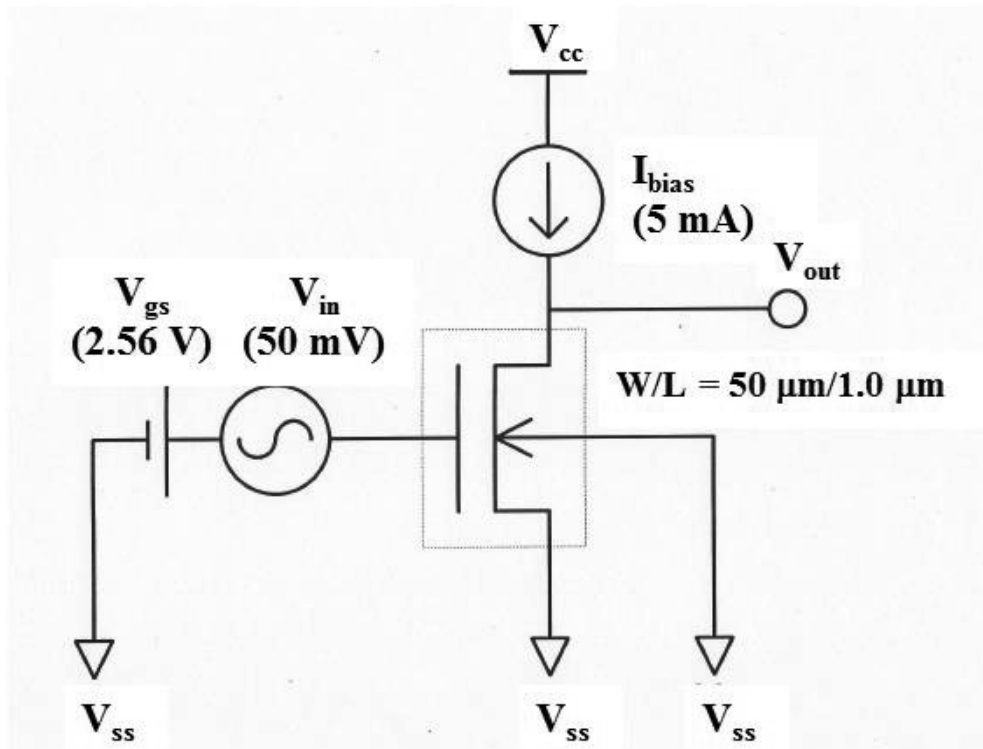 Vcc
Ibias
(5 mA)
Vout
Vgs
(2.56 V)
Vin
(50 mV)
W/L = 50 μm/1.0 μm
Vss
Vss
Vss